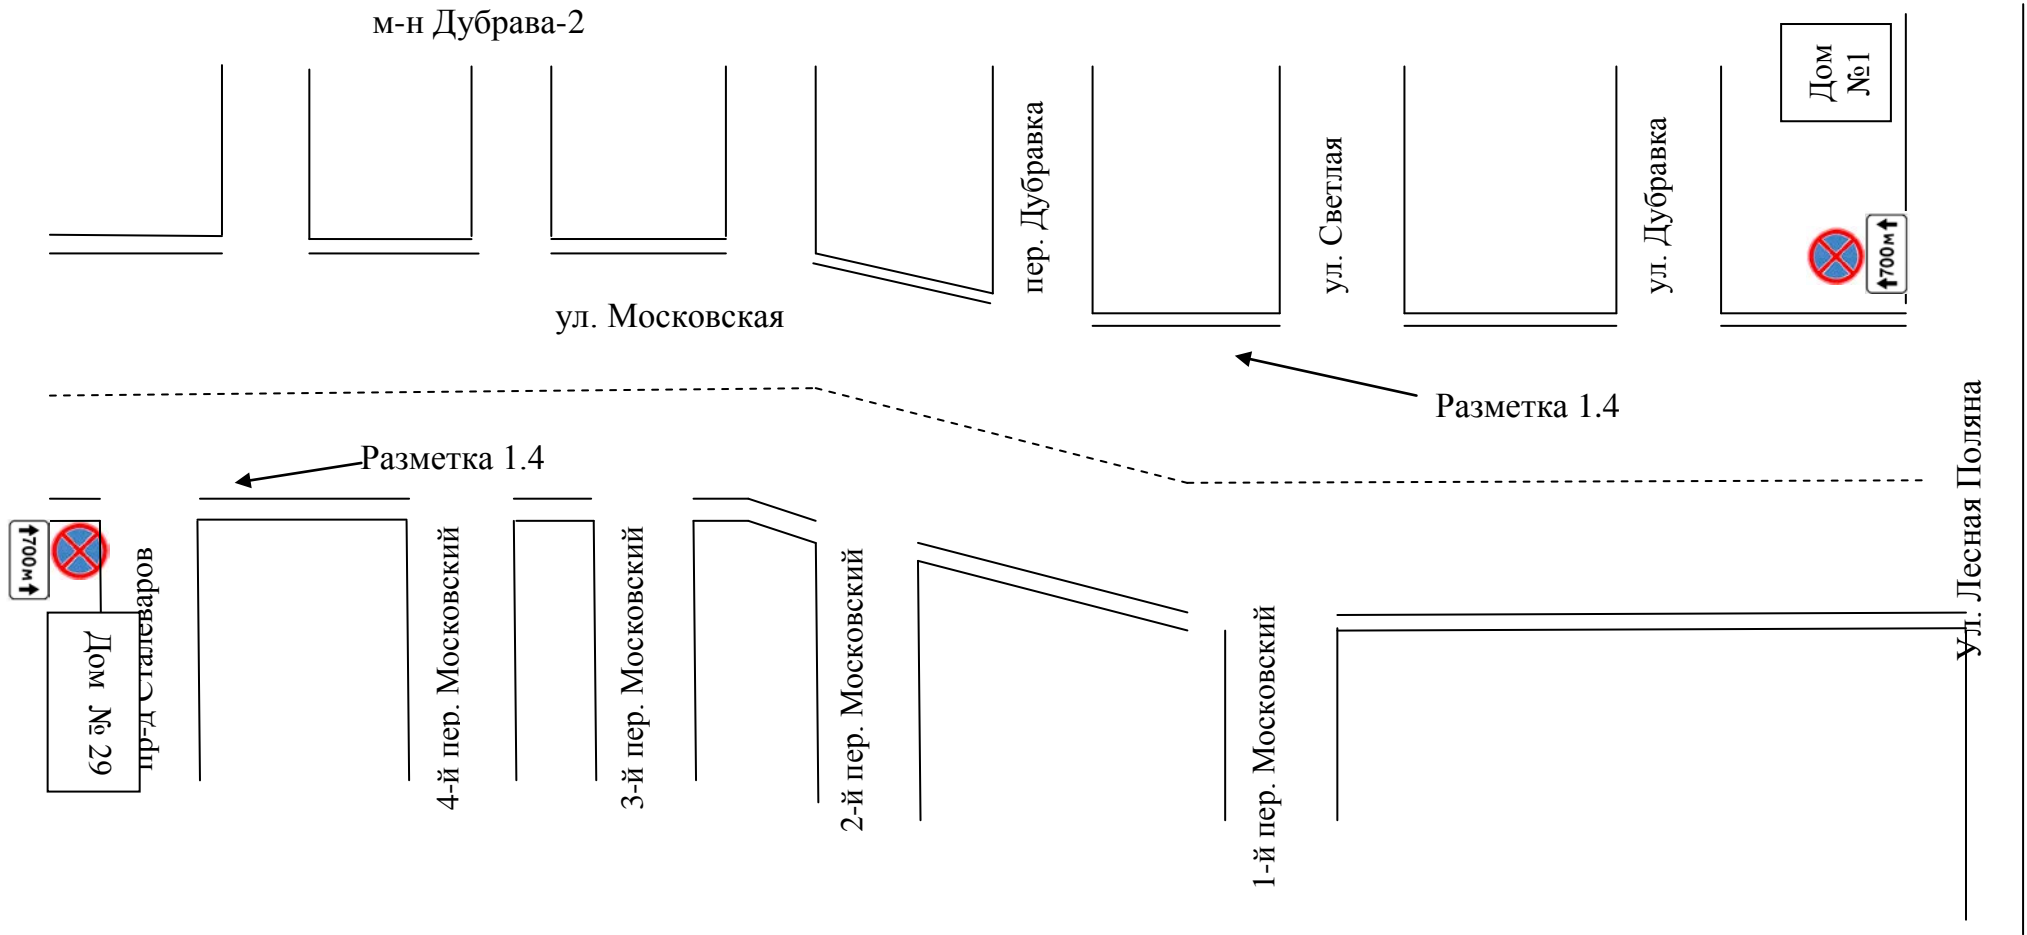 м-н Дубрава-2
Дом
№1
пер. Дубравка
ул. Светлая
ул. Дубравка
700м
ул. Московская
Разметка 1.4
Разметка 1.4
Ул. Лесная Поляна
700м
пр-д Сталеваров
Дом № 29
4-й пер. Московский
3-й пер. Московский
2-й пер. Московский
1-й пер. Московский